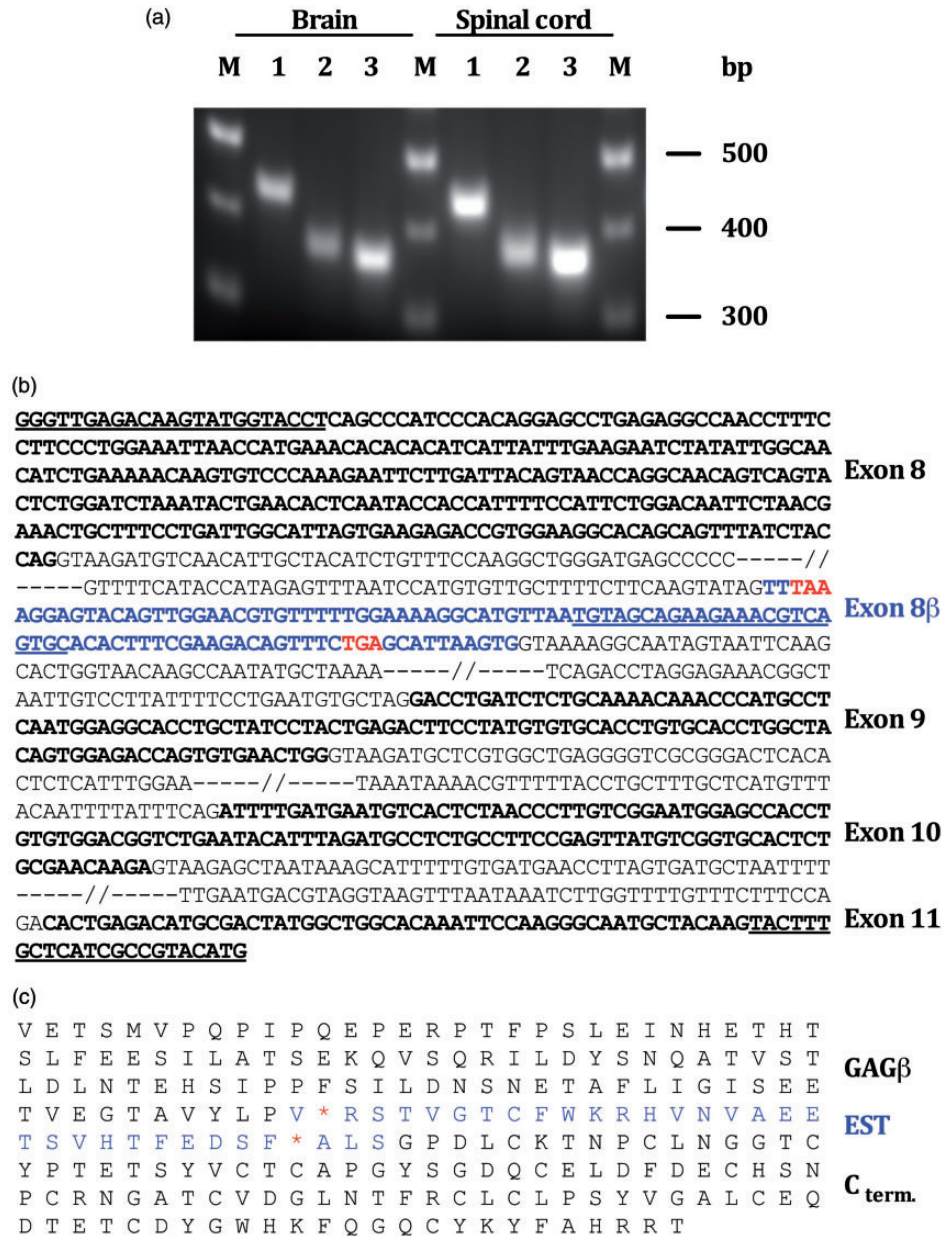 (a)
Brain Spinal cord
M 1 2 3 M 1 2 3 M bp
500
400
300
(b)
GGGTTGAGACAAGTATGGTACCTCAGCCCATCCCACAGGAGCCTGAGAGGCCAACCTTTC
CTTCCCTGGAAATTAACCATGAAACACACACATCATTATTTGAAGAATCTATATTGGCAA
CATCTGAAAAACAAGTGTCCCAAAGAATTCTTGATTACAGTAACCAGGCAACAGTCAGTA
Exon 8
CTCTGGATCTAAATACTGAACACTCAATACCACCATTTTCCATTCTGGACAATTCTAACG
AAACTGCTTTCCTGATTGGCATTAGTGAAGAGACCGTGGAAGGCACAGCAGTTTATCTAC
CAGGTAAGATGTCAACATTGCTACATCTGTTTCCAAGGCTGGGATGAGCCCCC-----//
-----GTTTTCATACCATAGAGTTTAATCCATGTGTTGCTTTTCTTCAAGTATAGTTTAA
AGGAGTACAGTTGGAACGTGTTTTTGGAAAAGGCATGTTAATGTAGCAGAAGAAACGTCA
Exon 8β
GTGCACACTTTCGAAGACAGTTTCTGAGCATTAAGTGGTAAAAGGCAATAGTAATTCAAG
CACTGGTAACAAGCCAATATGCTAAAA-----//-----TCAGACCTAGGAGAAACGGCT
AATTGTCCTTATTTTCCTGAATGTGCTAGGACCTGATCTCTGCAAAACAAACCCATGCCT
CAATGGAGGCACCTGCTATCCTACTGAGACTTCCTATGTGTGCACCTGTGCACCTGGCTA
Exon 9
CAGTGGAGACCAGTGTGAACTGGGTAAGATGCTCGTGGCTGAGGGGTCGCGGGACTCACA
CTCTCATTTGGAA-----//-----TAAATAAAACGTTTTTACCTGCTTTGCTCATGTTT
ACAATTTTATTTCAGATTTTGATGAATGTCACTCTAACCCTTGTCGGAATGGAGCCACCT
GTGTGGACGGTCTGAATACATTTAGATGCCTCTGCCTTCCGAGTTATGTCGGTGCACTCT
Exon 10
GCGAACAAGAGTAAGAGCTAATAAAGCATTTTTGTGATGAACCTTAGTGATGCTAATTTT
-----//-----TTGAATGACGTAGGTAAGTTTAATAAATCTTGGTTTTGTTTCTTTCCA
GACACTGAGACATGCGACTATGGCTGGCACAAATTCCAAGGGCAATGCTACAAGTACTTT
Exon 11
GCTCATCGCCGTACATG
(c)
V E T S M V P Q P I P Q E P E R P T F P S L E I N H E T H T
S L F E E S I L A T S E K Q V S Q R I L D Y S N Q A T V S T
GAGβ
L D L N T E H S I P P F S I L D N S N E T A F L I G I S E E
T V E G T A V Y L P V * R S T V G T C F W K R H V N V A E E
EST
T S V H T F E D S F * A L S G P D L C K T N P C L N G G T C
Y P T E T S Y V C T C A P G Y S G D Q C E L D F D E C H S N
C term.
P C R N G A T C V D G L N T F R C L C L P S Y V G A L C E Q
D T E T C D Y G W H K F Q G Q C Y K Y F A H R R T